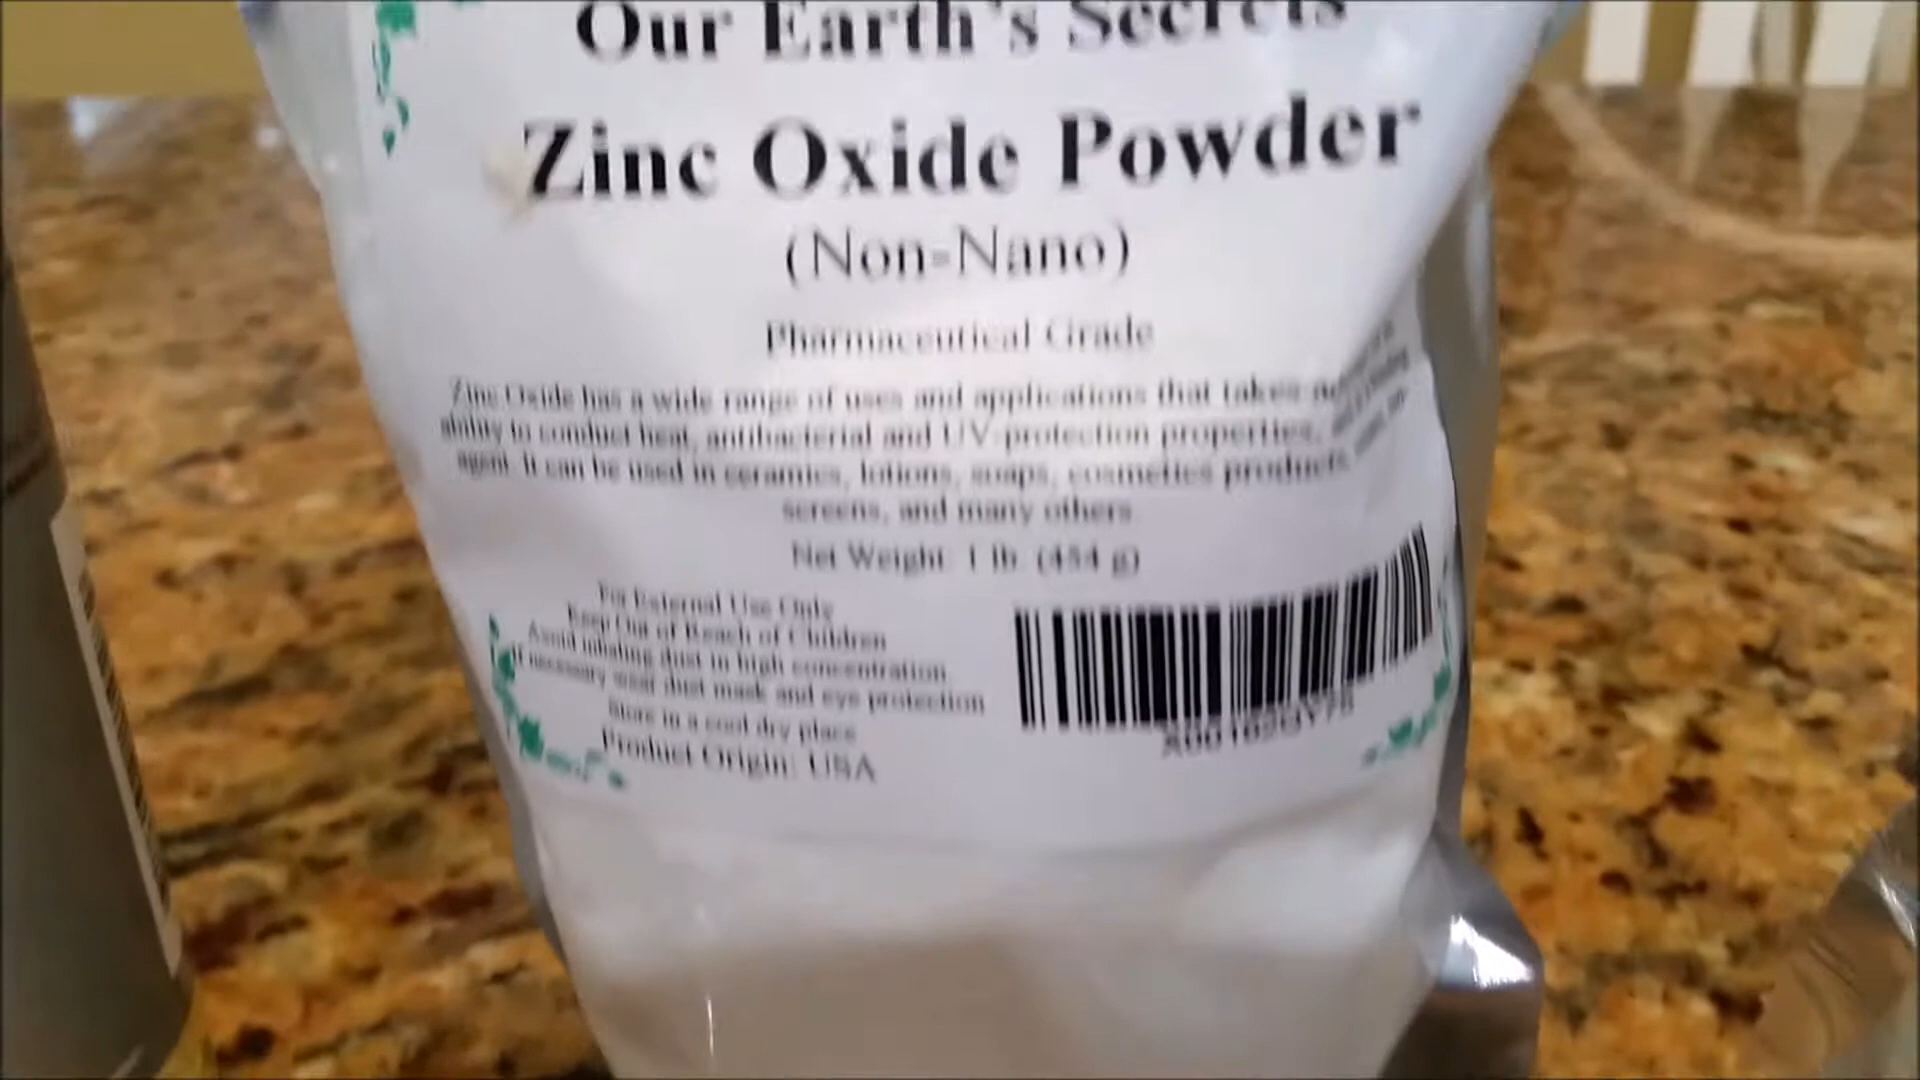 Our Earth's Secrets
Zinc Oxide Powder
(Non-Nano)
Pharmaceutical Grade
Zinc Oxide has a wide range of uses and applications that takes
ability to conduct heat, antibacterial and UV-protection properties,
agent. It can be used in ceramics, lotions, soaps, cosmetics products,
screens, and many others.
Net Weight: 1 lb. (454 g)
For External Use Only
Keep Out of Reach of Children
Avoid inhaling dust in high concentration
If necessary wear dust mask and eye protection
Store in a cool dry place
Product Origin: USA